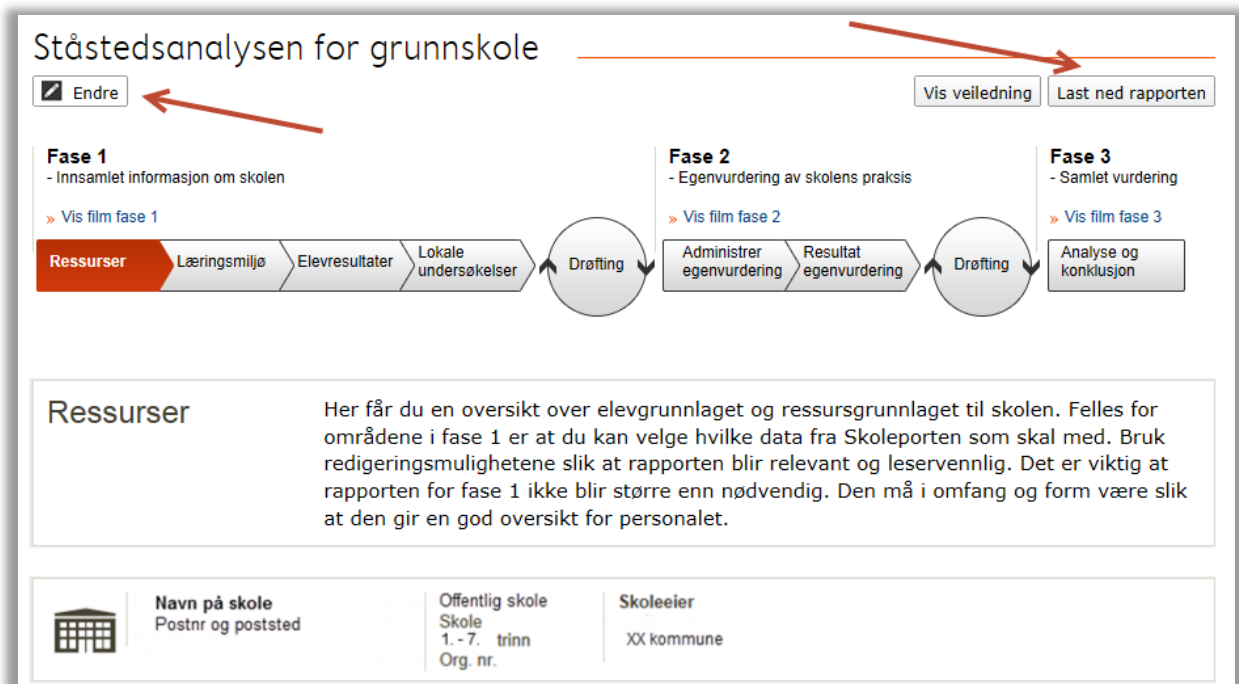 Ståstedsanalysen for grunnskole
Endre
Vis veiledning
Last ned rapporten
Fase 1
- Innsamlet informasjon om skolen
» Vis film fase 1
Fase 2
- Egenvurdering av skolens praksis
» Vis film fase 2
Fase 3
- Samlet vurdering
» Vis film fase 3
Ressurser
Læringsmiljø
Elevresultater
Lokale
undersøkelser
Drøfting
Administrer
egenvurdering
Resultat
egenvurdering
Drøfting
Analyse og
konklusjon
Ressurser
Her får du en oversikt over elevgrunnlaget og ressursgrunnlaget til skolen. Felles for
områdene i fase 1 er at du kan velge hvilke data fra Skoleporten som skal med. Bruk
redigeringsmulighetene slik at rapporten blir relevant og leservennlig. Det er viktig at
rapporten for fase 1 ikke blir større enn nødvendig. Den må i omfang og form være slik
at den gir en god oversikt for personalet.
Navn på skole
Postnr og poststed
Offentlig skole
Skole
1. - 7. trinn
Org. nr.
Skoleeier
XX kommune